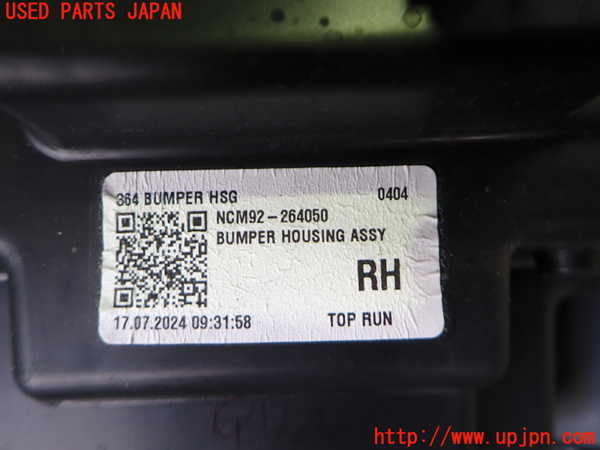 USED PARTS JAPAN
364 BUMPER HSG 0404
NCM92-264050
BUMPER HOUSING ASSY
RH
17.07.2024 09:31:58 TOP RUN
http://www.upjpn.com/